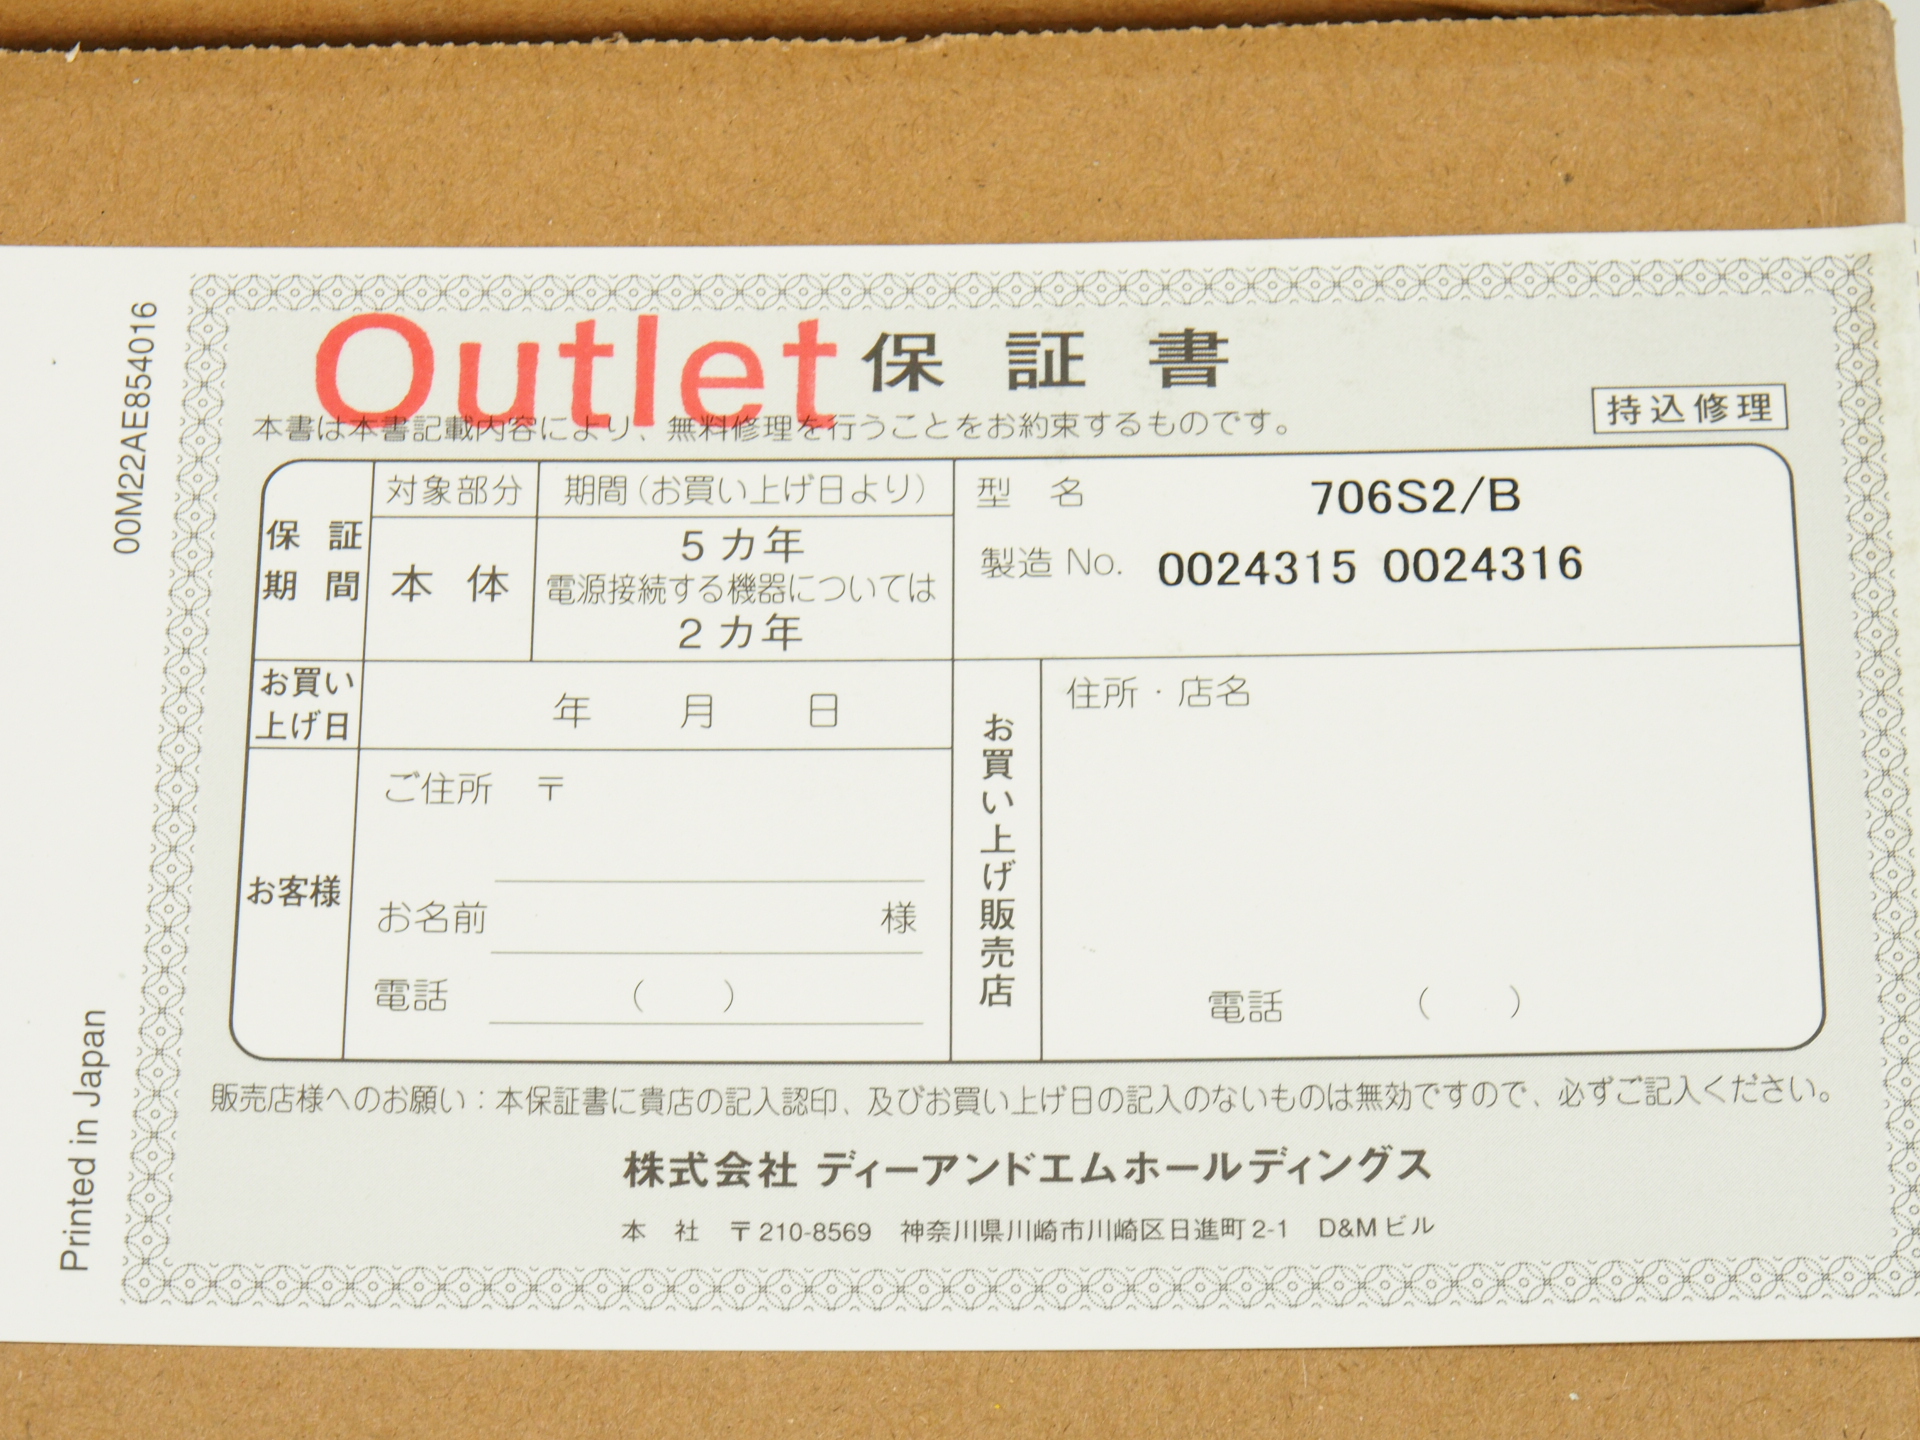 Outlet 保証書
本書は本書記載内容により、無料修理を行うことをお約束するものです。
持込修理
保証期間
対象部分
期間（お買い上げ日より）
本体
5カ年
電源接続する機器については
2カ年
型名 706S2/B
製造No. 0024315 0024316
お買い
上げ日
年 月 日
お客様
ご住所 〒
お名前 様
電話 （ ）
お買い上げ販売店
住所・店名
電話 （ ）
販売店様へのお願い：本保証書に貴店の記入認印、及びお買い上げ日の記入のないものは無効ですので、必ずご記入ください。
株式会社 ディーアンドエムホールディングス
本社 〒210-8569 神奈川県川崎市川崎区日進町2-1 D&Mビル
00M22AE854016
Printed in Japan